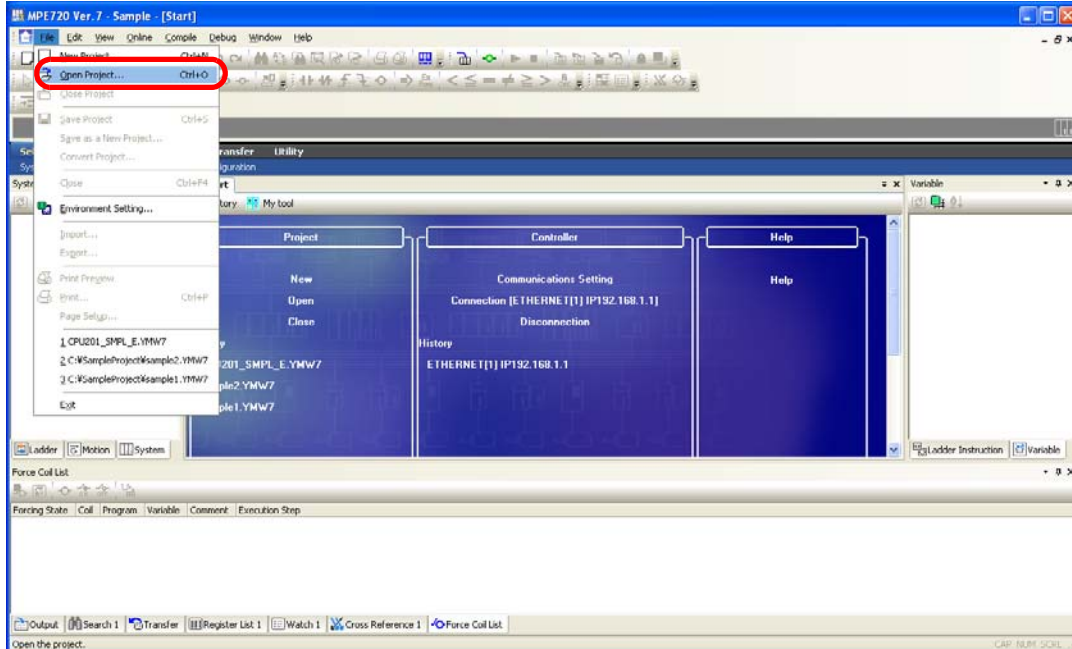 MPE720 Ver. 7 - Sample - [Start]
File Edit View Online Compile Debug Window Help
New Project... Ctrl+N
Open Project... Ctrl+O
Close Project
Save Project Ctrl+S
Save as a New Project...
Convert Project...
Close Ctrl+F4
Environment Setting...
Import...
Export...
Print Preview
Print... Ctrl+P
Page Setup...
1 CPU201_SMPL_E.YMW7
2 C:¥SampleProject¥sample2.YMW7
3 C:¥SampleProject¥sample1.YMW7
Exit
ransfer Utility
iguration
rt
tory My tool
Project
New
Open
Close
y
201_SMPL_E.YMW7
ple2.YMW7
ple1.YMW7
Controller
Communications Setting
Connection [ETHERNET[1] IP192.168.1.1]
Disconnection
History
ETHERNET[1] IP192.168.1.1
Help
Help
Variable
Ladder Motion System
Ladder Instruction Variable
Force Coil List
Forcing State Coil Program Variable Comment Execution Step
Output Search 1 Transfer Register List 1 Watch 1 Cross Reference 1 Force Coil List
Open the project.
CAP NUM SCRL